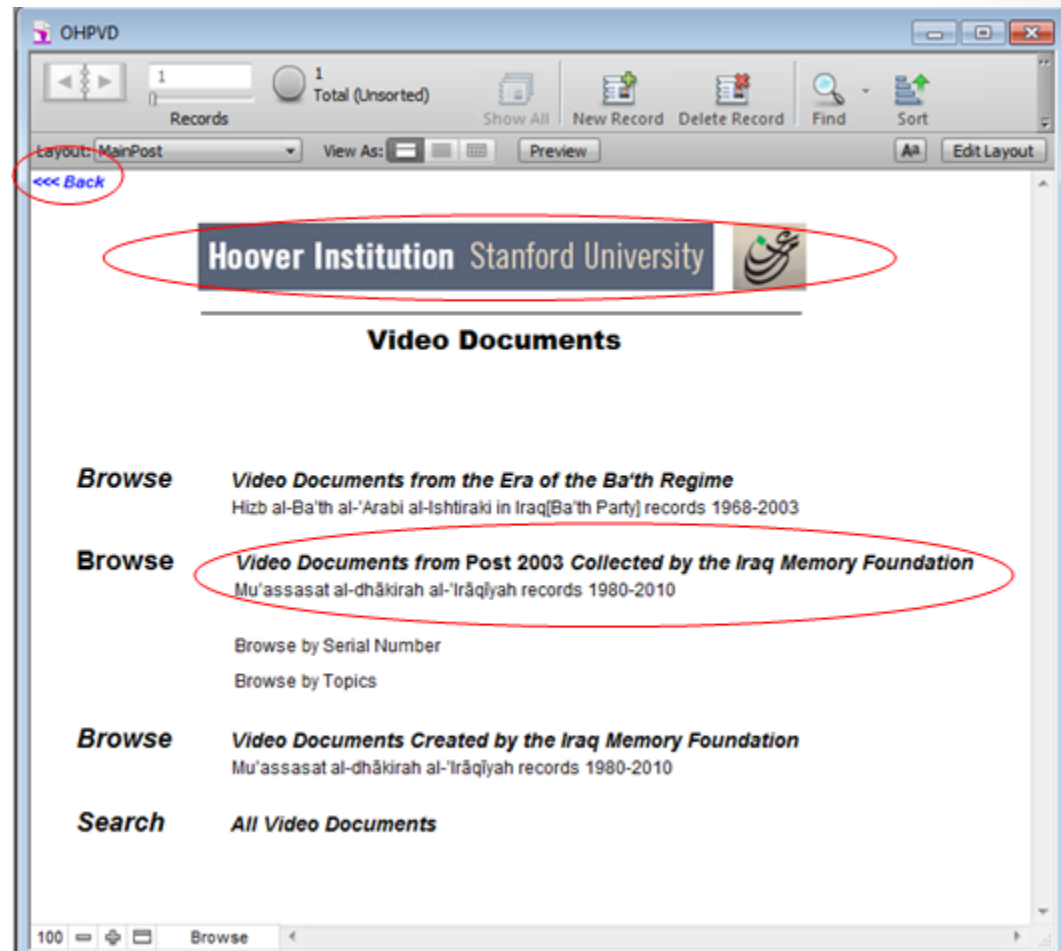 OHPVD
1
1
Total (Unsorted)
Records
Show All
New Record
Delete Record
Find
Sort
Layout: MainPost
View As:
Preview
Aa
Edit Layout
<<< Back
Hoover Institution Stanford University
Video Documents
Browse Video Documents from the Era of the Ba'th Regime
Hizb al-Ba'th al-'Arabi al-Ishtiraki in Iraq[Ba'th Party] records 1968-2003
Browse Video Documents from Post 2003 Collected by the Iraq Memory Foundation
Mu'assasat al-dhākirah al-'Irāqīyah records 1980-2010
Browse by Serial Number
Browse by Topics
Browse Video Documents Created by the Iraq Memory Foundation
Mu'assasat al-dhākirah al-'Irāqīyah records 1980-2010
Search All Video Documents
100
Browse